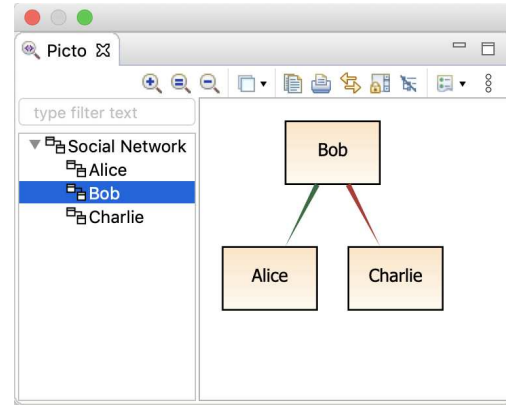 Picto
type filter text
Social Network
Alice
Bob
Charlie
Bob
Alice
Charlie